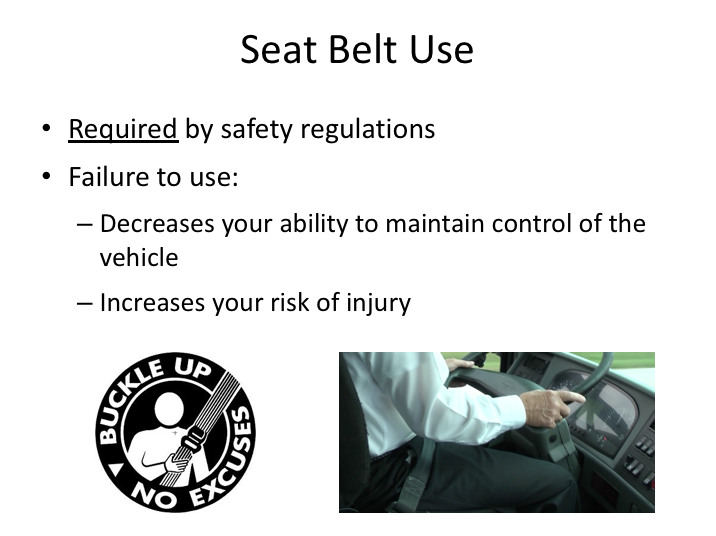 Seat Belt Use
• Required by safety regulations
• Failure to use:
– Decreases your ability to maintain control of the
vehicle
– Increases your risk of injury
BUCKLE UP
NO EXCUSES